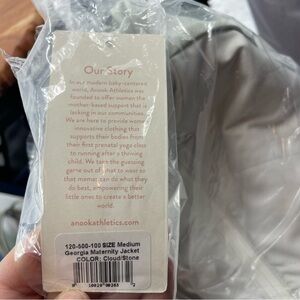 Our Story
In our modern baby-centered
world, Anook Athletics was
founded to offer women the
mother-based support that is
lacking in our communities.
We are here to provide women
innovative clothing that
supports their bodies from
their first prenatal yoga class
to running after a thriving
child. We take the guessing
game out of what to wear so
that mamas can do what they
do best, empowering their
little ones to create a better
world.
anookathletics.com
120-500-100 SIZE Medium
Georgia Maternity Jacket
COLOR: Cloud/Stone